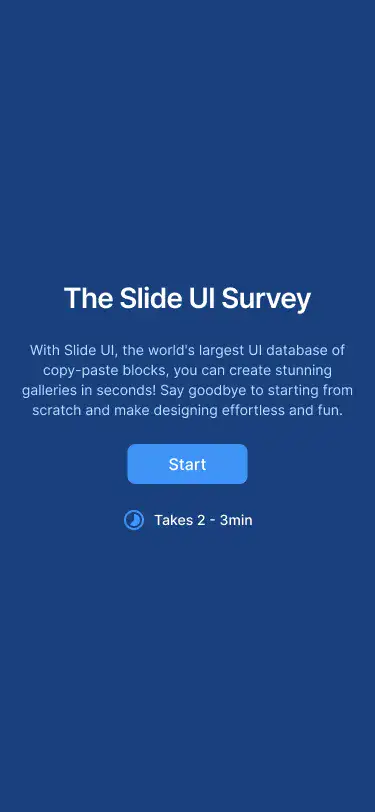 The Slide UI Survey
With Slide UI, the world's largest UI database of
copy-paste blocks, you can create stunning
galleries in seconds! Say goodbye to starting from
scratch and make designing effortless and fun.
Start
Takes 2 - 3min